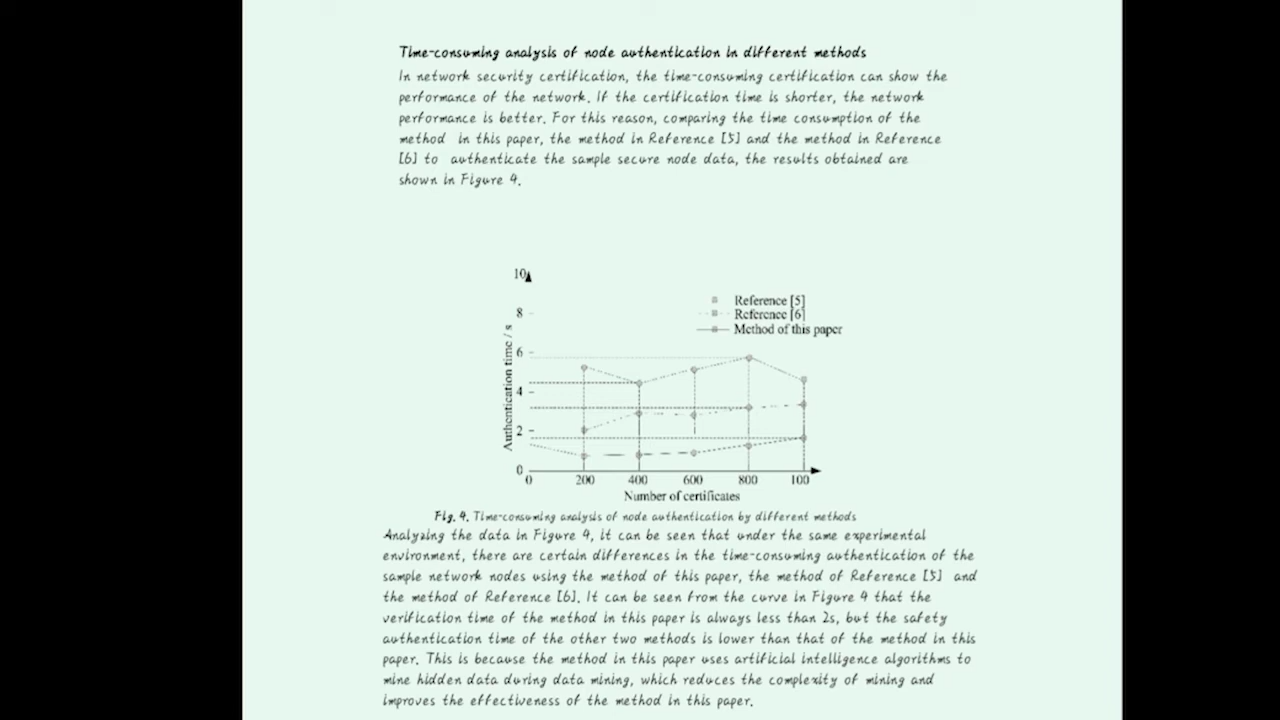 Time-consuming analysis of node authentication in different methods
In network security certification, the time-consuming certification can show the
performance of the network. If the certification time is shorter, the network
performance is better. For this reason, comparing the time consumption of the
method in this paper, the method in Reference [5] and the method in Reference
[6] to authenticate the sample secure node data, the results obtained are
shown in Figure 4.
10
8
6
4
2
0
Authentication time / s
Reference [5]
Reference [6]
Method of this paper
0 200 400 600 800 100
Number of certificates
Fig. 4. Time-consuming analysis of node authentication by different methods
Analyzing the data in Figure 4, it can be seen that under the same experimental
environment, there are certain differences in the time-consuming authentication of the
sample network nodes using the method of this paper, the method of Reference [5] and
the method of Reference [6]. It can be seen from the curve in Figure 4 that the
verification time of the method in this paper is always less than 2s, but the safety
authentication time of the other two methods is lower than that of the method in this
paper. This is because the method in this paper uses artificial intelligence algorithms to
mine hidden data during data mining, which reduces the complexity of mining and
improves the effectiveness of the method in this paper.